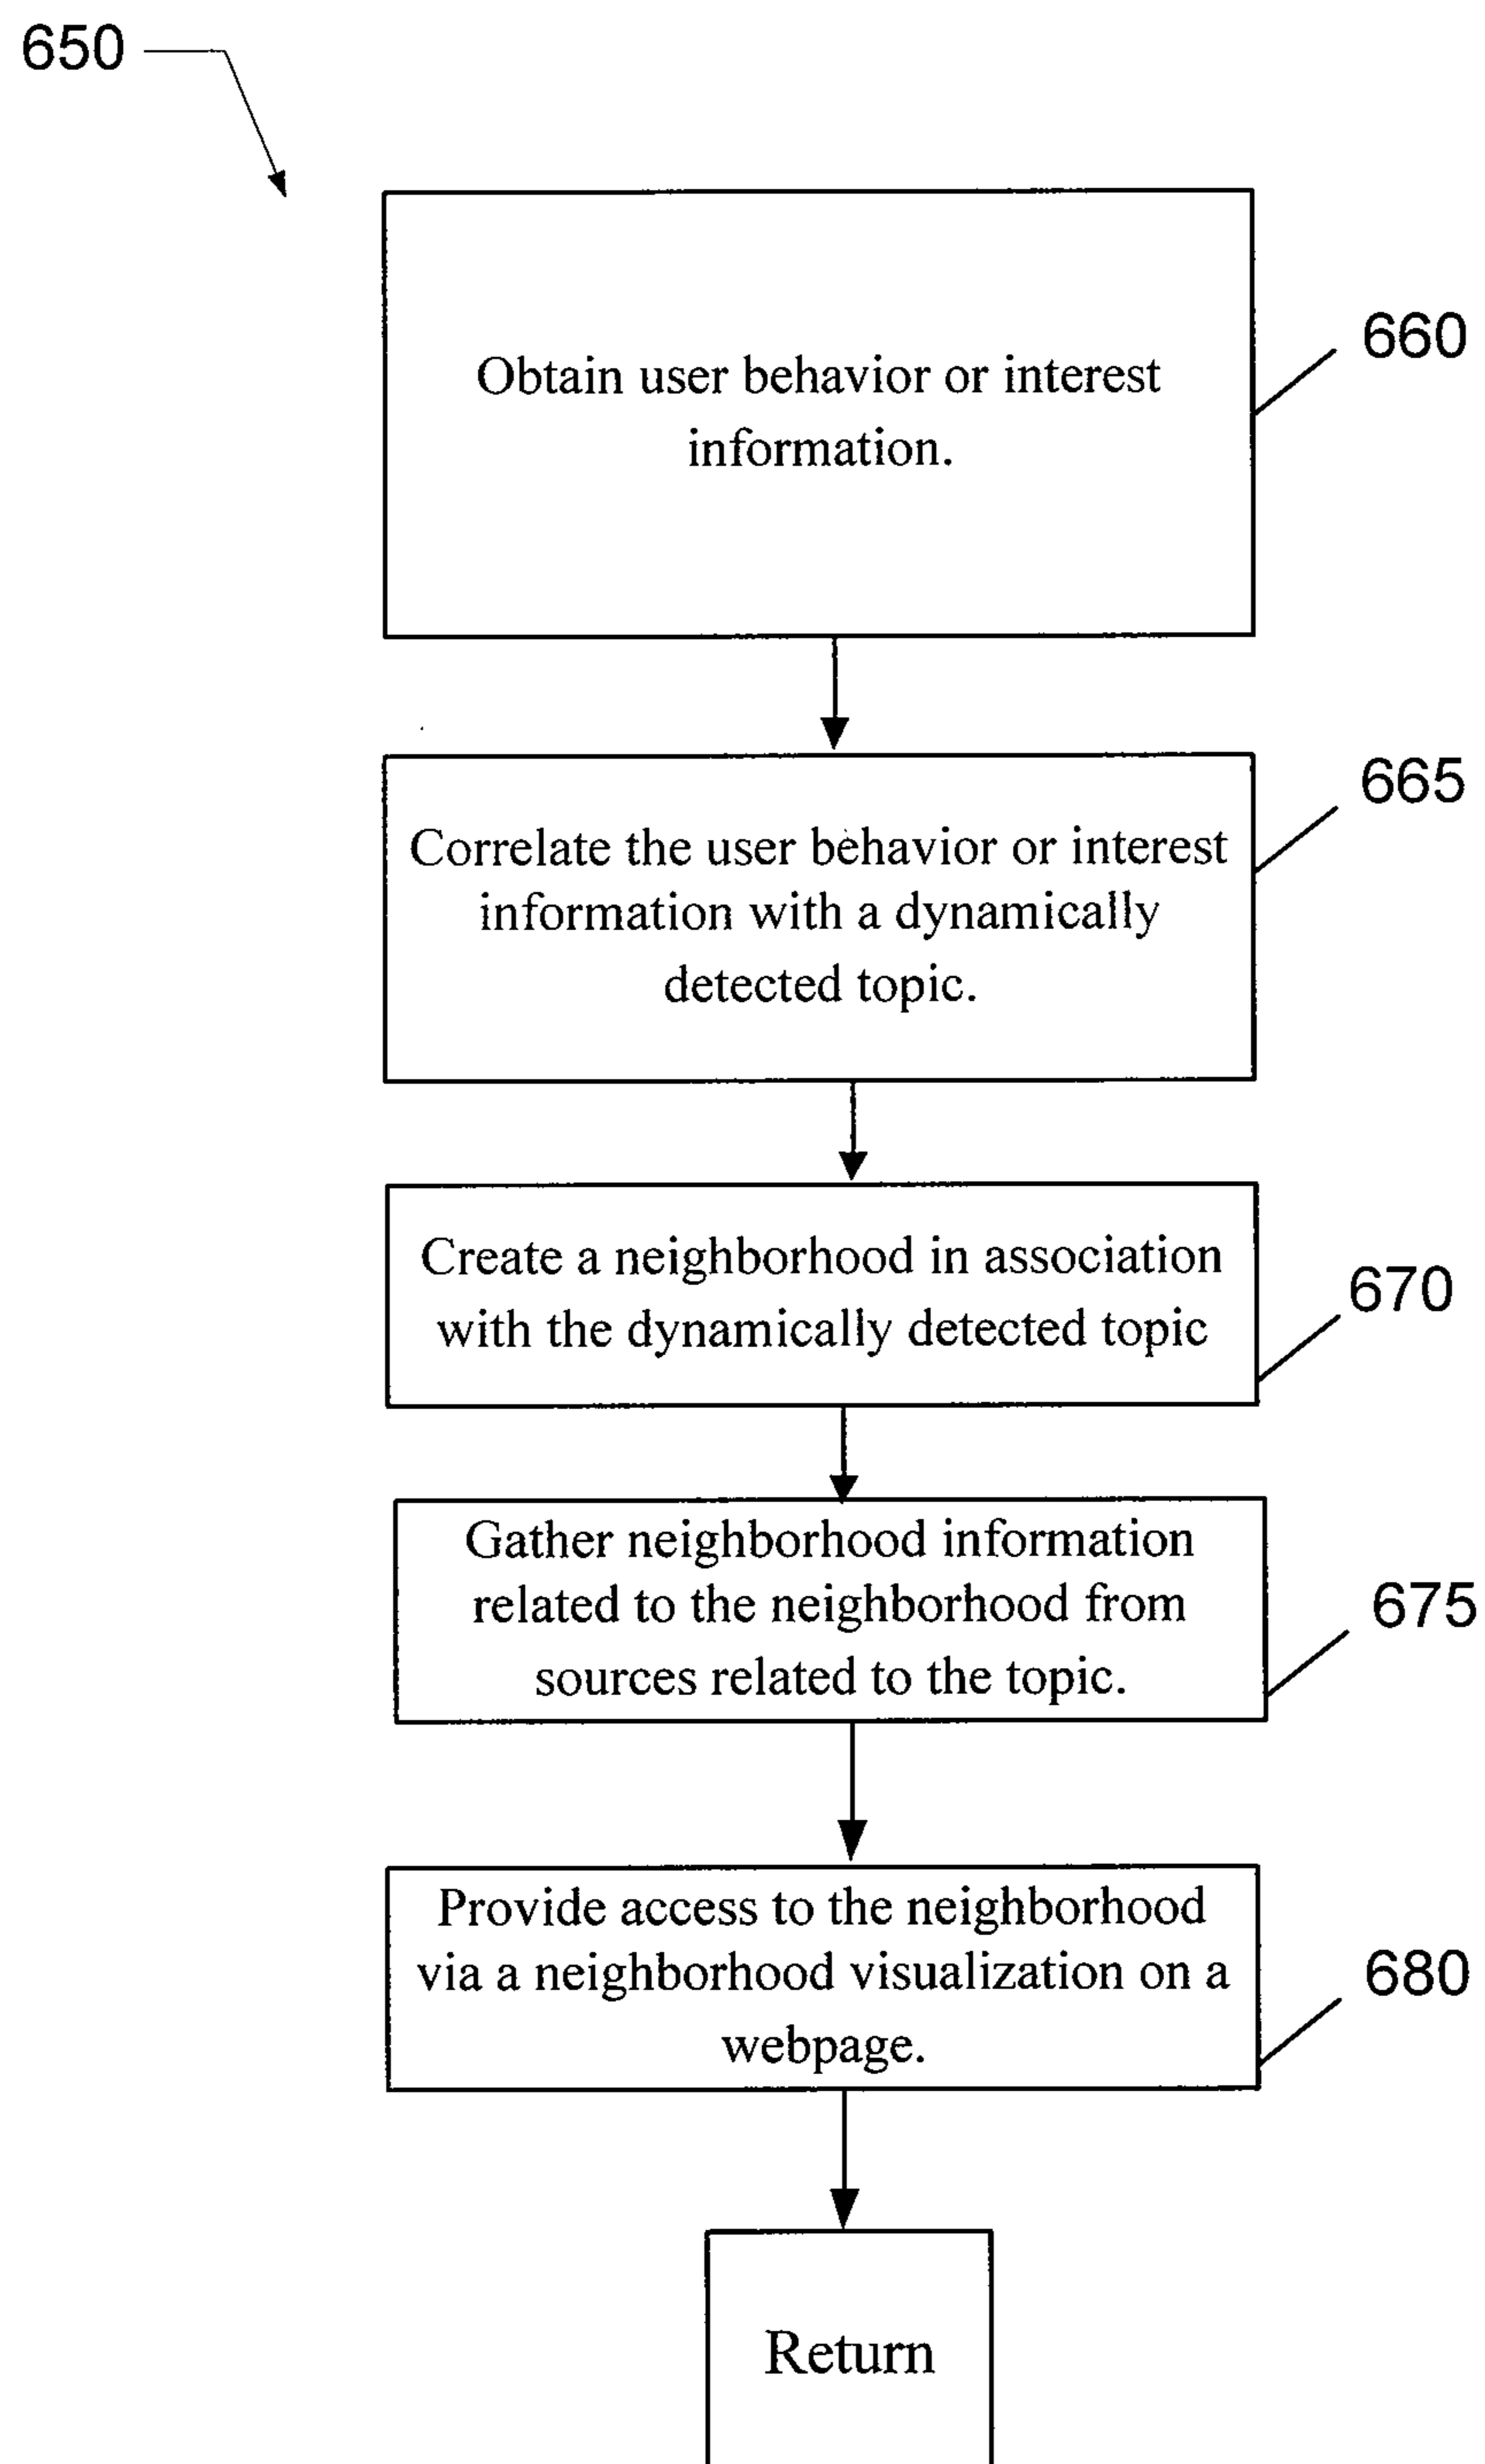 650
Obtain user behavior or interest
information.
660
Correlate the user behavior or interest
information with a dynamically
detected topic.
665
Create a neighborhood in association
with the dynamically detected topic
670
Gather neighborhood information
related to the neighborhood from
sources related to the topic.
675
Provide access to the neighborhood
via a neighborhood visualization on a
webpage.
680
Return